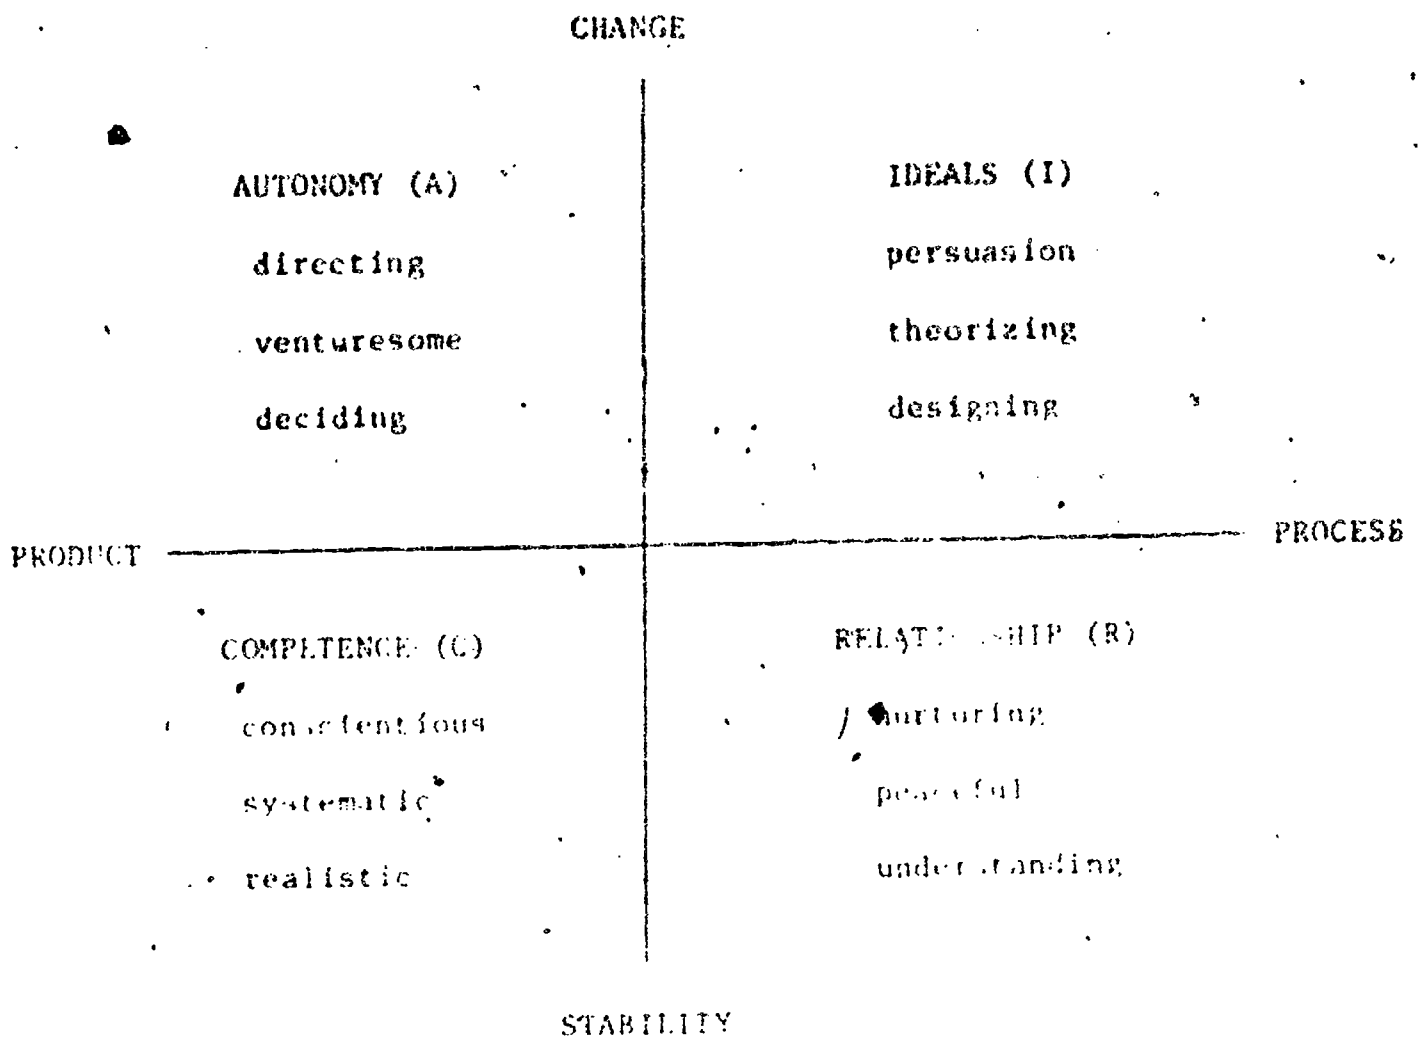 CHANGE
AUTONOMY (A)
directing
venturesome
deciding
IDEALS (I)
persuasion
theorizing
designing
PRODUCT
PROCESS
COMPETENCE (C)
conscientious
systematic
realistic
RELATIONSHIP (R)
nurturing
peaceful
understanding
STABILITY